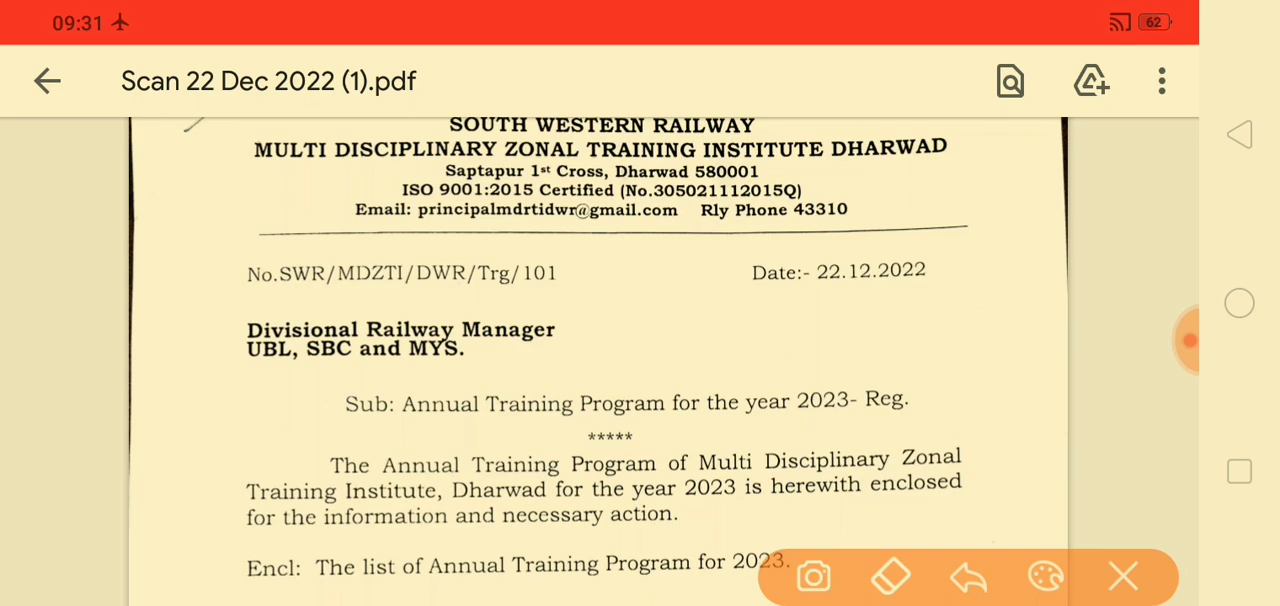 09:31
62
Scan 22 Dec 2022 (1).pdf
SOUTH WESTERN RAILWAY
MULTI DISCIPLINARY ZONAL TRAINING INSTITUTE DHARWAD
Saptapur 1st Cross, Dharwad 580001
ISO 9001:2015 Certified (No.305021112015Q)
Email: principalmdrtidwr@gmail.com Rly Phone 43310
No.SWR/MDZTI/DWR/Trg/101 Date:- 22.12.2022
Divisional Railway Manager
UBL, SBC and MYS.
Sub: Annual Training Program for the year 2023- Reg.
*****
The Annual Training Program of Multi Disciplinary Zonal
Training Institute, Dharwad for the year 2023 is herewith enclosed
for the information and necessary action.
Encl: The list of Annual Training Program for 2023.